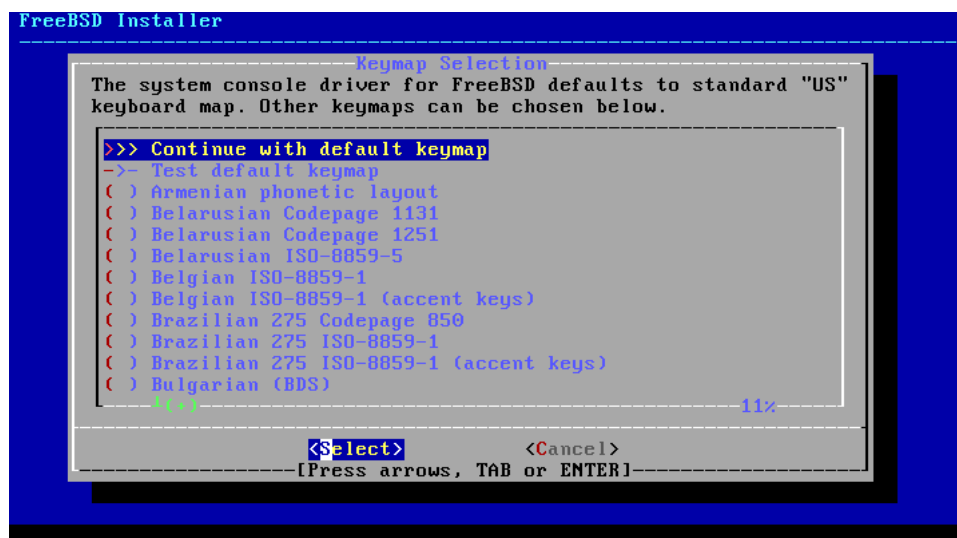 FreeBSD Installer
Keymap Selection
The system console driver for FreeBSD defaults to standard "US"
keyboard map. Other keymaps can be chosen below.
>>> Continue with default keymap
->- Test default keymap
( ) Armenian phonetic layout
( ) Belarusian Codepage 1131
( ) Belarusian Codepage 1251
( ) Belarusian ISO-8859-5
( ) Belgian ISO-8859-1
( ) Belgian ISO-8859-1 (accent keys)
( ) Brazilian 275 Codepage 850
( ) Brazilian 275 ISO-8859-1
( ) Brazilian 275 ISO-8859-1 (accent keys)
( ) Bulgarian (BDS)
┴(+) 11%
<Select> <Cancel>
[Press arrows, TAB or ENTER]